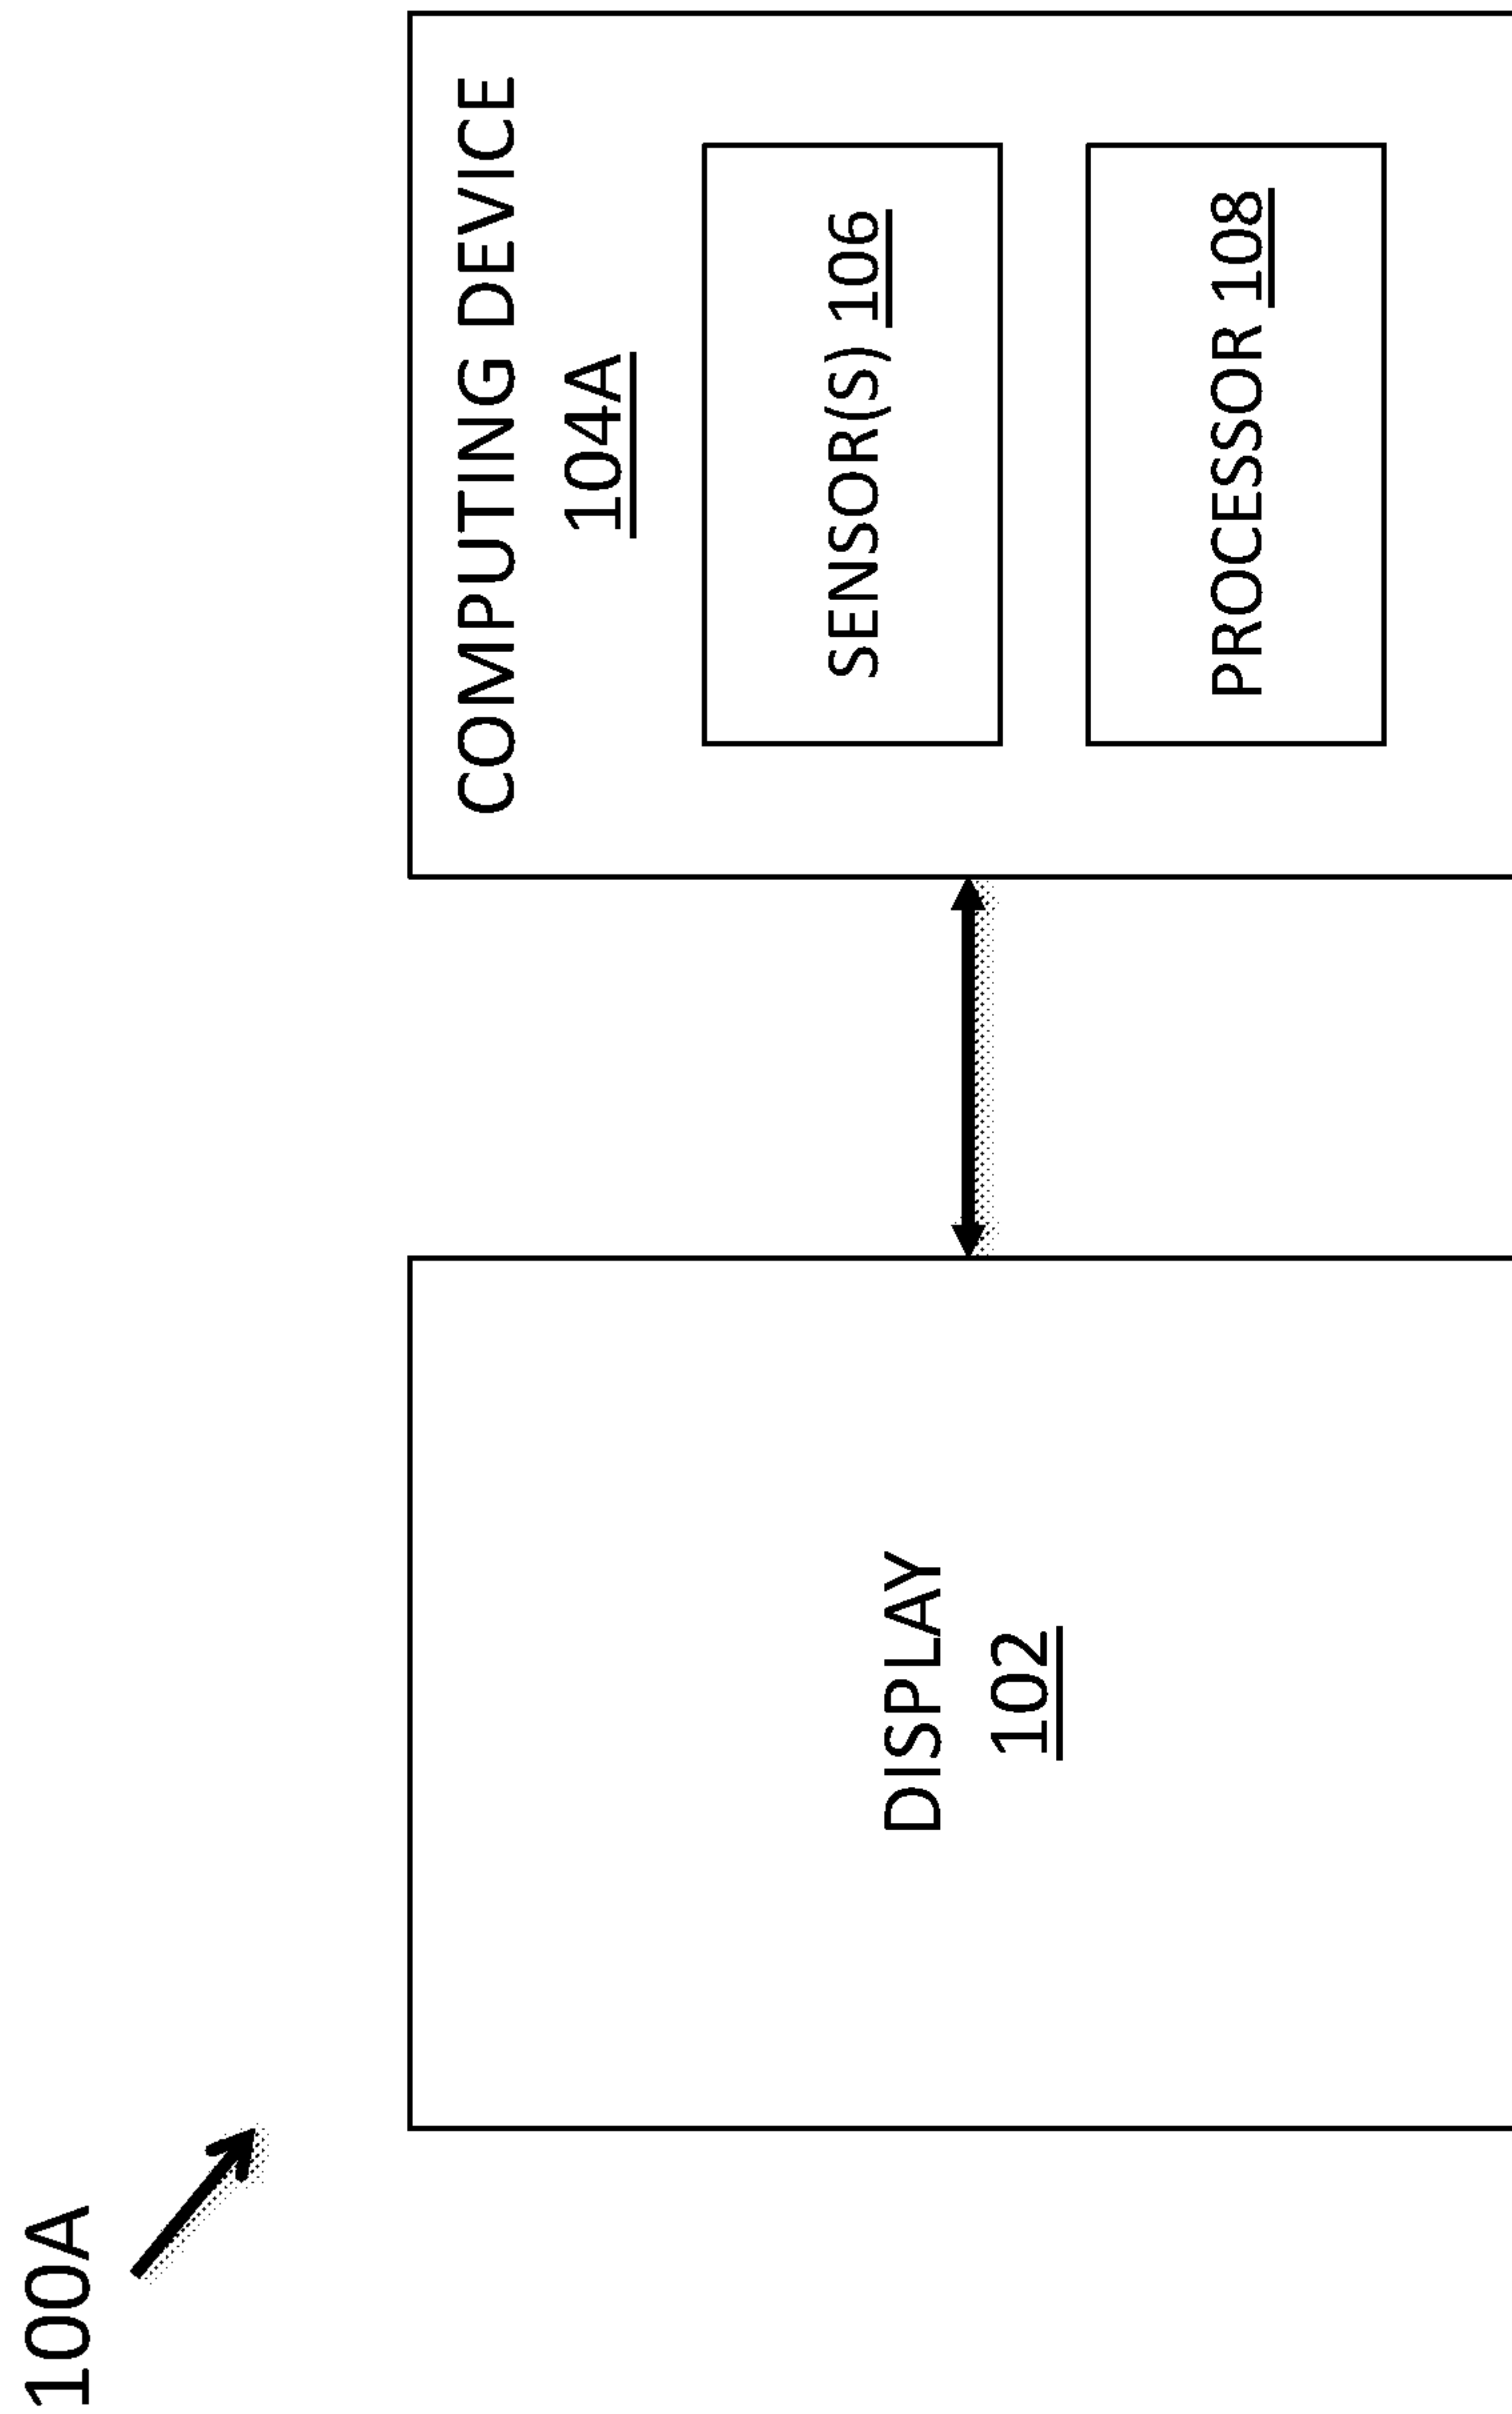 100A
DISPLAY
102
COMPUTING DEVICE
104A
SENSOR(S) 106
PROCESSOR 108